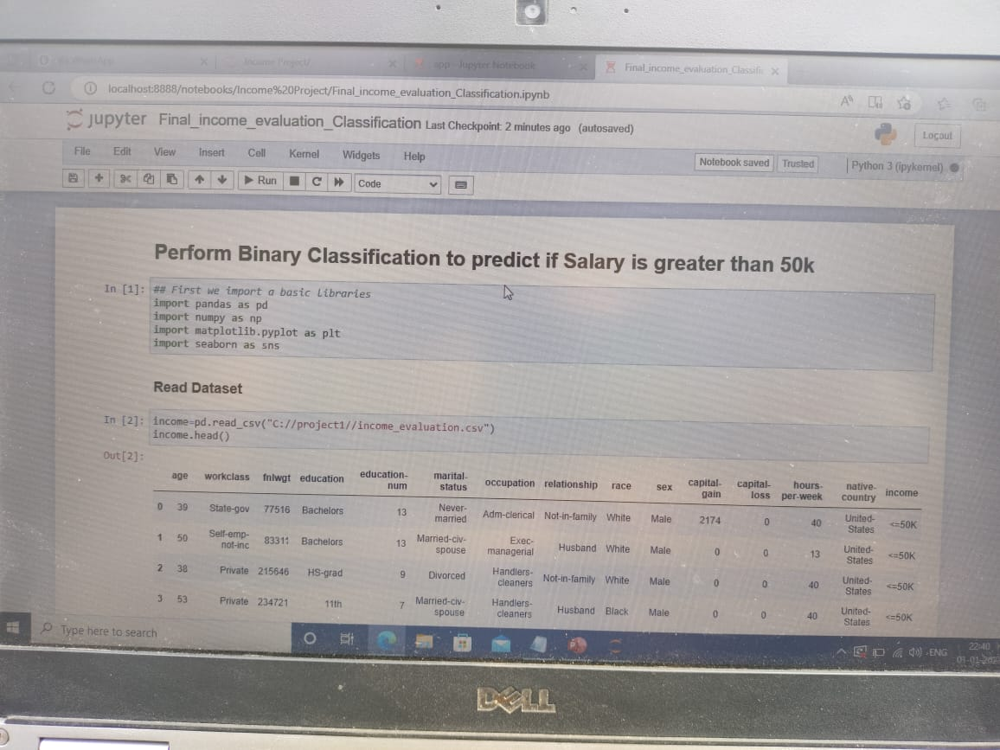 WhatsApp
Income Project/
app - Jupyter Notebook
Final_income_evaluation_Classific
localhost:8888/notebooks/Income%20Project/Final_income_evaluation_Classification.ipynb
jupyter Final_income_evaluation_Classification Last Checkpoint: 2 minutes ago (autosaved)
Logout
File Edit View Insert Cell Kernel Widgets Help
Notebook saved Trusted Python 3 (ipykernel)
Run Code
Perform Binary Classification to predict if Salary is greater than 50k
In [1]: ## First we import a basic libraries
import pandas as pd
import numpy as np
import matplotlib.pyplot as plt
import seaborn as sns
Read Dataset
In [2]: income=pd.read_csv("C://project1//income_evaluation.csv")
income.head()
Out[2]:
age workclass fnlwgt education education-num marital-status occupation relationship race sex capital-gain capital-loss hours-per-week native-country income
0 39 State-gov 77516 Bachelors 13 Never-married Adm-clerical Not-in-family White Male 2174 0 40 United-States <=50K
1 50 Self-emp-not-inc 83311 Bachelors 13 Married-civ-spouse Exec-managerial Husband White Male 0 0 13 United-States <=50K
2 38 Private 215646 HS-grad 9 Divorced Handlers-cleaners Not-in-family White Male 0 0 40 United-States <=50K
3 53 Private 234721 11th 7 Married-civ-spouse Handlers-cleaners Husband Black Male 0 0 40 United-States <=50K
Type here to search
ENG
22:40
DELL